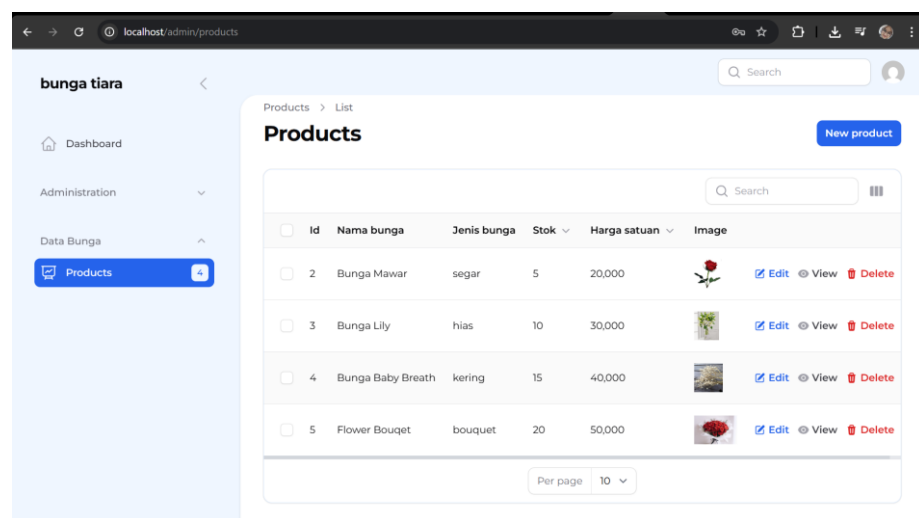 localhost/admin/products
bunga tiara
Search
Products > List
Products
New product
Dashboard
Administration
Data Bunga
Products 4
Search
Id Nama bunga Jenis bunga Stok Harga satuan Image
2 Bunga Mawar segar 5 20,000 Edit View Delete
3 Bunga Lily hias 10 30,000 Edit View Delete
4 Bunga Baby Breath kering 15 40,000 Edit View Delete
5 Flower Bouqet bouquet 20 50,000 Edit View Delete
Per page 10